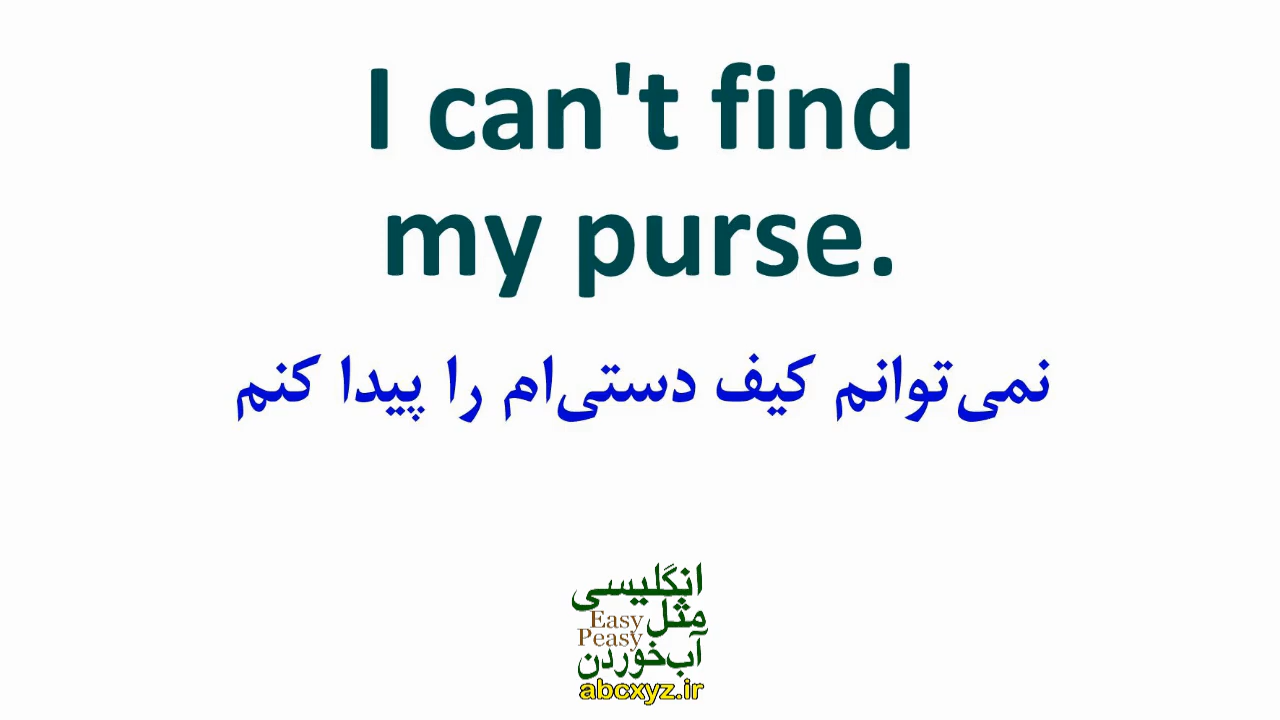 I can't find
my purse.
نمی‌توانم کیف دستی‌ام را پیدا کنم
انگلیسی
مثل
Easy
Peasy
آب‌خوردن
abcxyz.ir